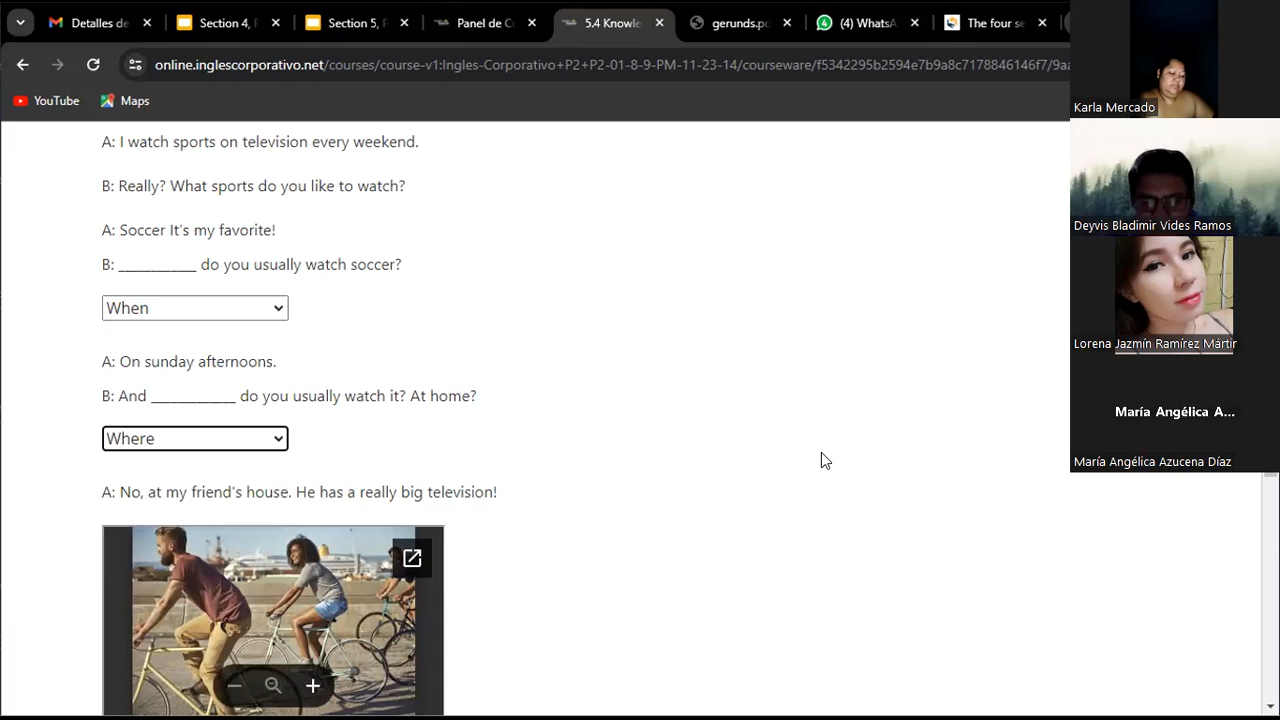 Detalles de
Section 4,
Section 5,
Panel de C
5.4 Knowle
gerunds.pd
(4) WhatsA
The four se
online.inglescorporativo.net/courses/course-v1:Ingles-Corporativo+P2+P2-01-8-9-PM-11-23-14/courseware/f5342295b2594e7b9a8c7178846146f7/9aa
YouTube
Maps
A: I watch sports on television every weekend.
B: Really? What sports do you like to watch?
A: Soccer It's my favorite!
B: ____________ do you usually watch soccer?
When
A: On sunday afternoons.
B: And _____________ do you usually watch it? At home?
Where
A: No, at my friend's house. He has a really big television!
Karla Mercado
Deyvis Bladimir Vides Ramos
Lorena Jazmín Ramírez Mártir
María Angélica A...
María Angélica Azucena Díaz